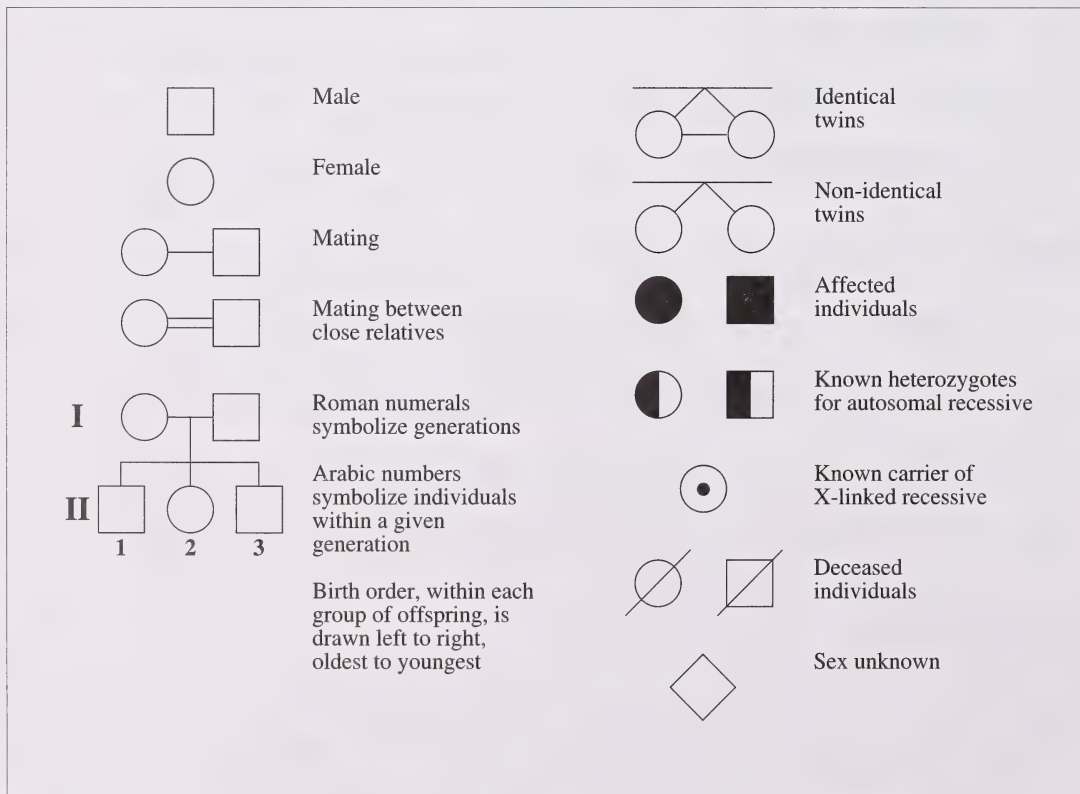 Male
Female
Mating
Mating between
close relatives
I
Roman numerals
symbolize generations
II
1
2
3
Arabic numbers
symbolize individuals
within a given
generation
Birth order, within each
group of offspring, is
drawn left to right,
oldest to youngest
Identical
twins
Non-identical
twins
Affected
individuals
Known heterozygotes
for autosomal recessive
Known carrier of
X-linked recessive
Deceased
individuals
Sex unknown